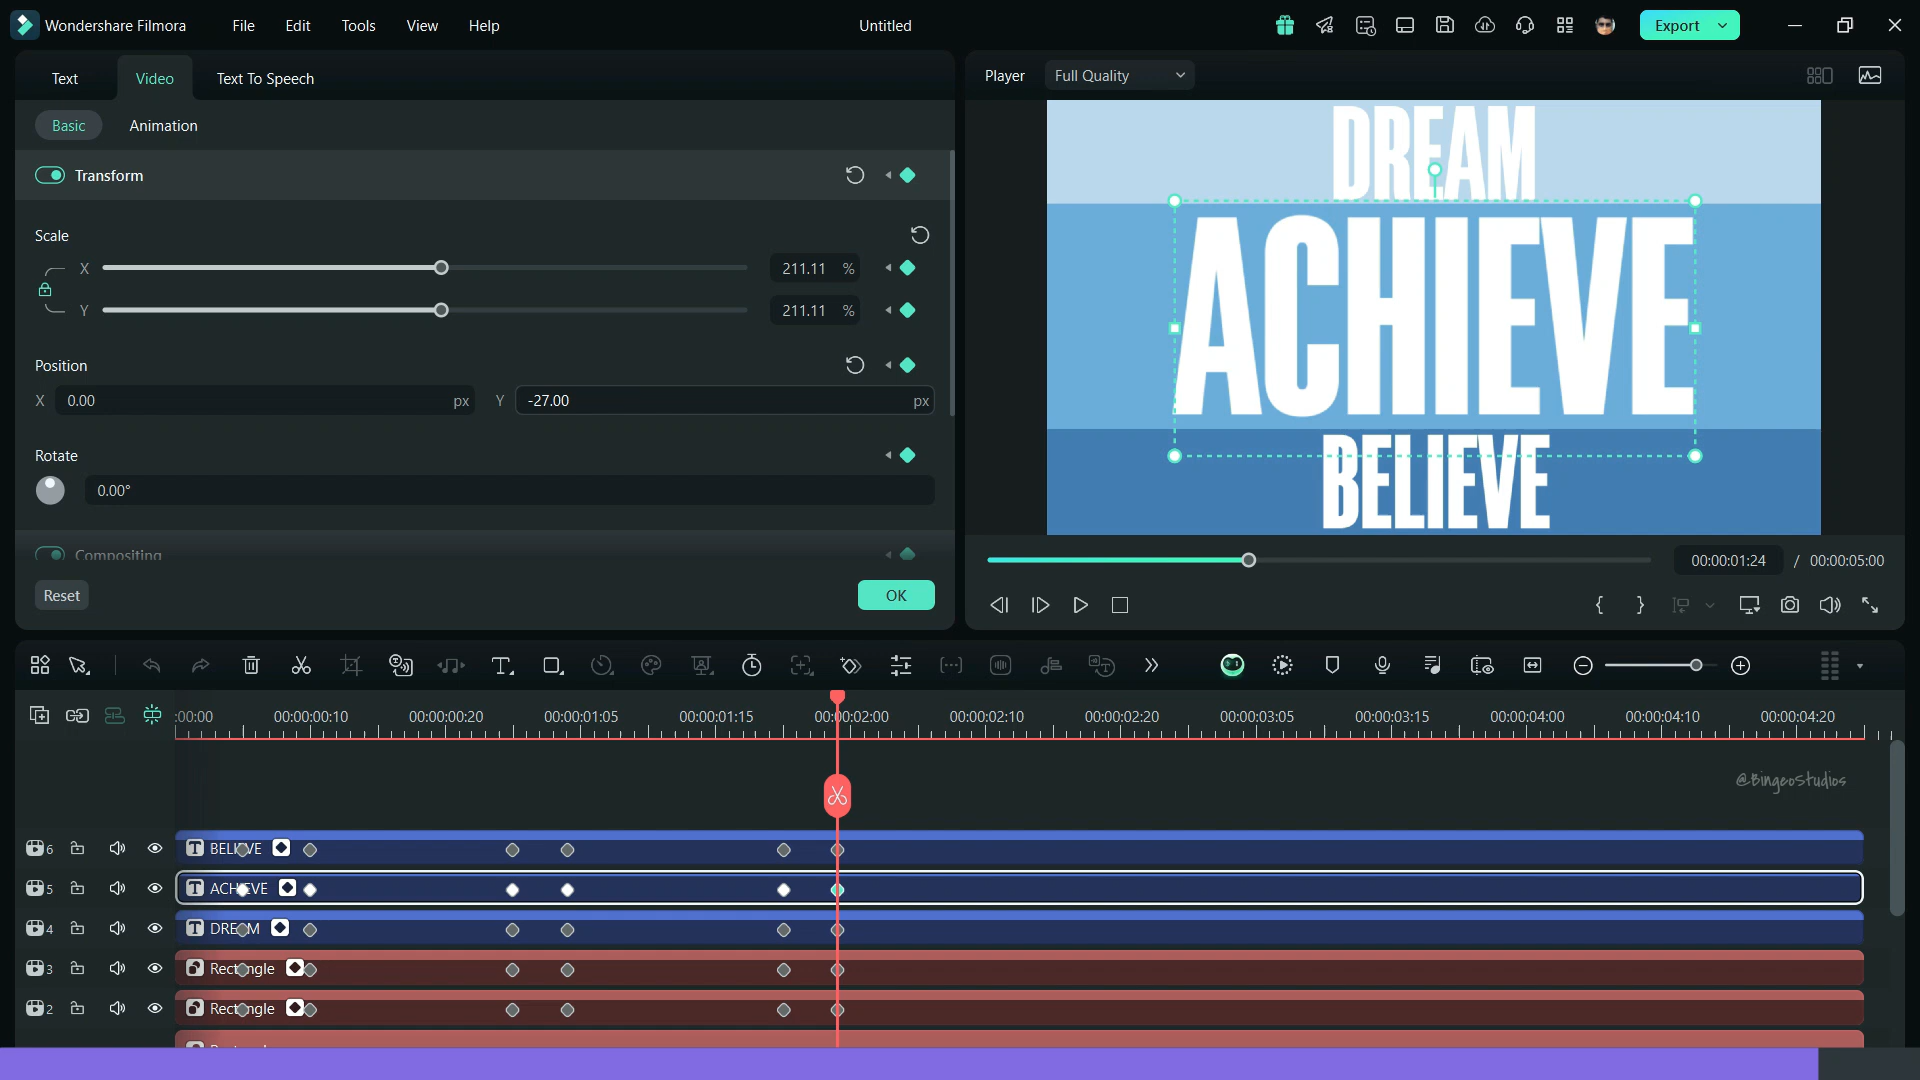 Wondershare Filmora File Edit Tools View Help Untitled Export
Text Video Text To Speech
Player Full Quality
Basic Animation
Transform
Scale
X 211.11 %
Y 211.11 %
Position
X 0.00 px Y -27.00 px
Rotate
0.00°
Compositing
Reset OK
DREAM
ACHIEVE
BELIEVE
00:00:01:24 / 00:00:05:00
:00:00 00:00:00:10 00:00:00:20 00:00:01:05 00:00:01:15 00:00:02:00 00:00:02:10 00:00:02:20 00:00:03:05 00:00:03:15 00:00:04:00 00:00:04:10 00:00:04:20
@BingeoStudios
6 T BELIEVE
5 T ACHIEVE
4 T DREAM
3 Rectangle
2 Rectangle